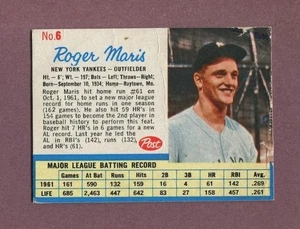 No.6
Roger Maris
NEW YORK YANKEES — OUTFIELDER
Ht.—6'; Wt.—197; Bats—Left; Throws—Right;
Born—September 10, 1934; Home—Raytown, Mo.
Roger Maris hit home run #61 on
Oct. 1, 1961, to set a new major
league record for home runs in one
season (162 games). He hit 59 HR's in
154 games to become the 2nd player in
baseball history to perform this feat.
Roger hit 7 HR's in 6 games for a new
AL record. Last year he led the
AL in RBI's (142), runs (132),
and HR's (61).
Post
MAJOR LEAGUE BATTING RECORD
Games At Bat Runs Hits 2B 3B HR RBI Avg.
1961 161 590 132 159 16 4 61 142 .269
LIFE 685 2,463 447 642 .261